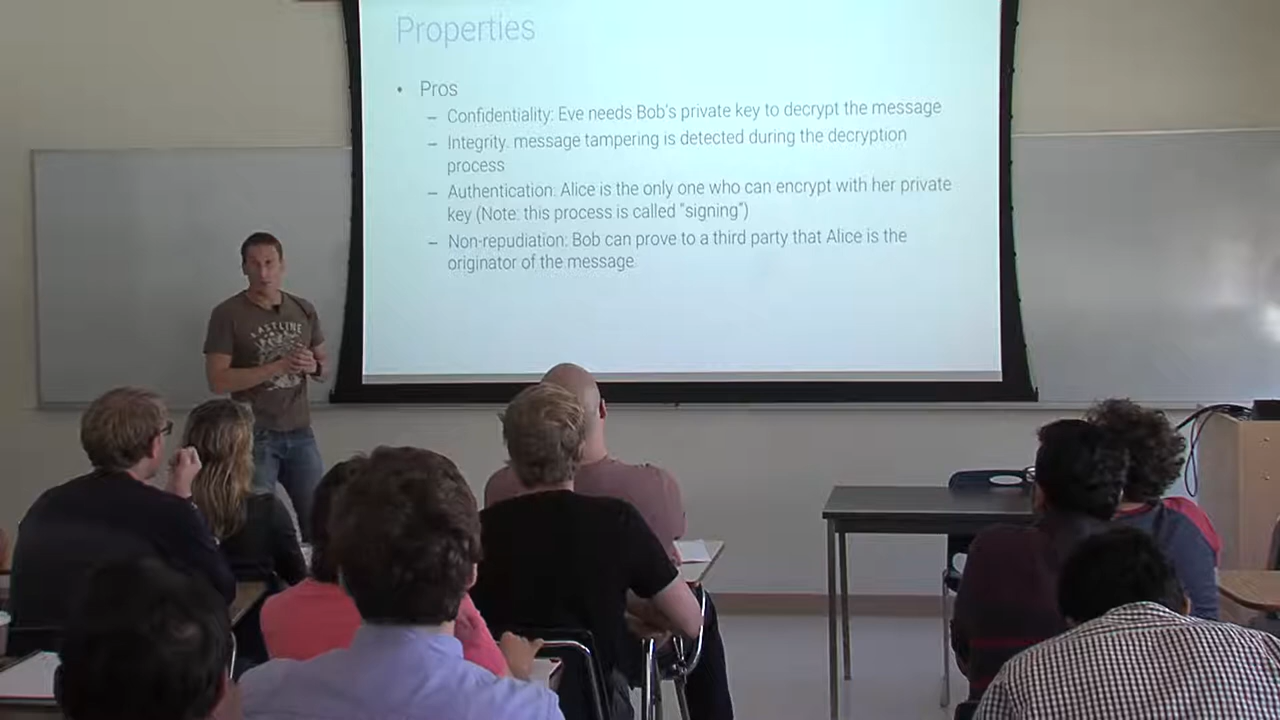 Properties
• Pros
– Confidentiality: Eve needs Bob's private key to decrypt the message
– Integrity: message tampering is detected during the decryption
process
– Authentication: Alice is the only one who can encrypt with her private
key (Note: this process is called "signing")
– Non-repudiation: Bob can prove to a third party that Alice is the
originator of the message.